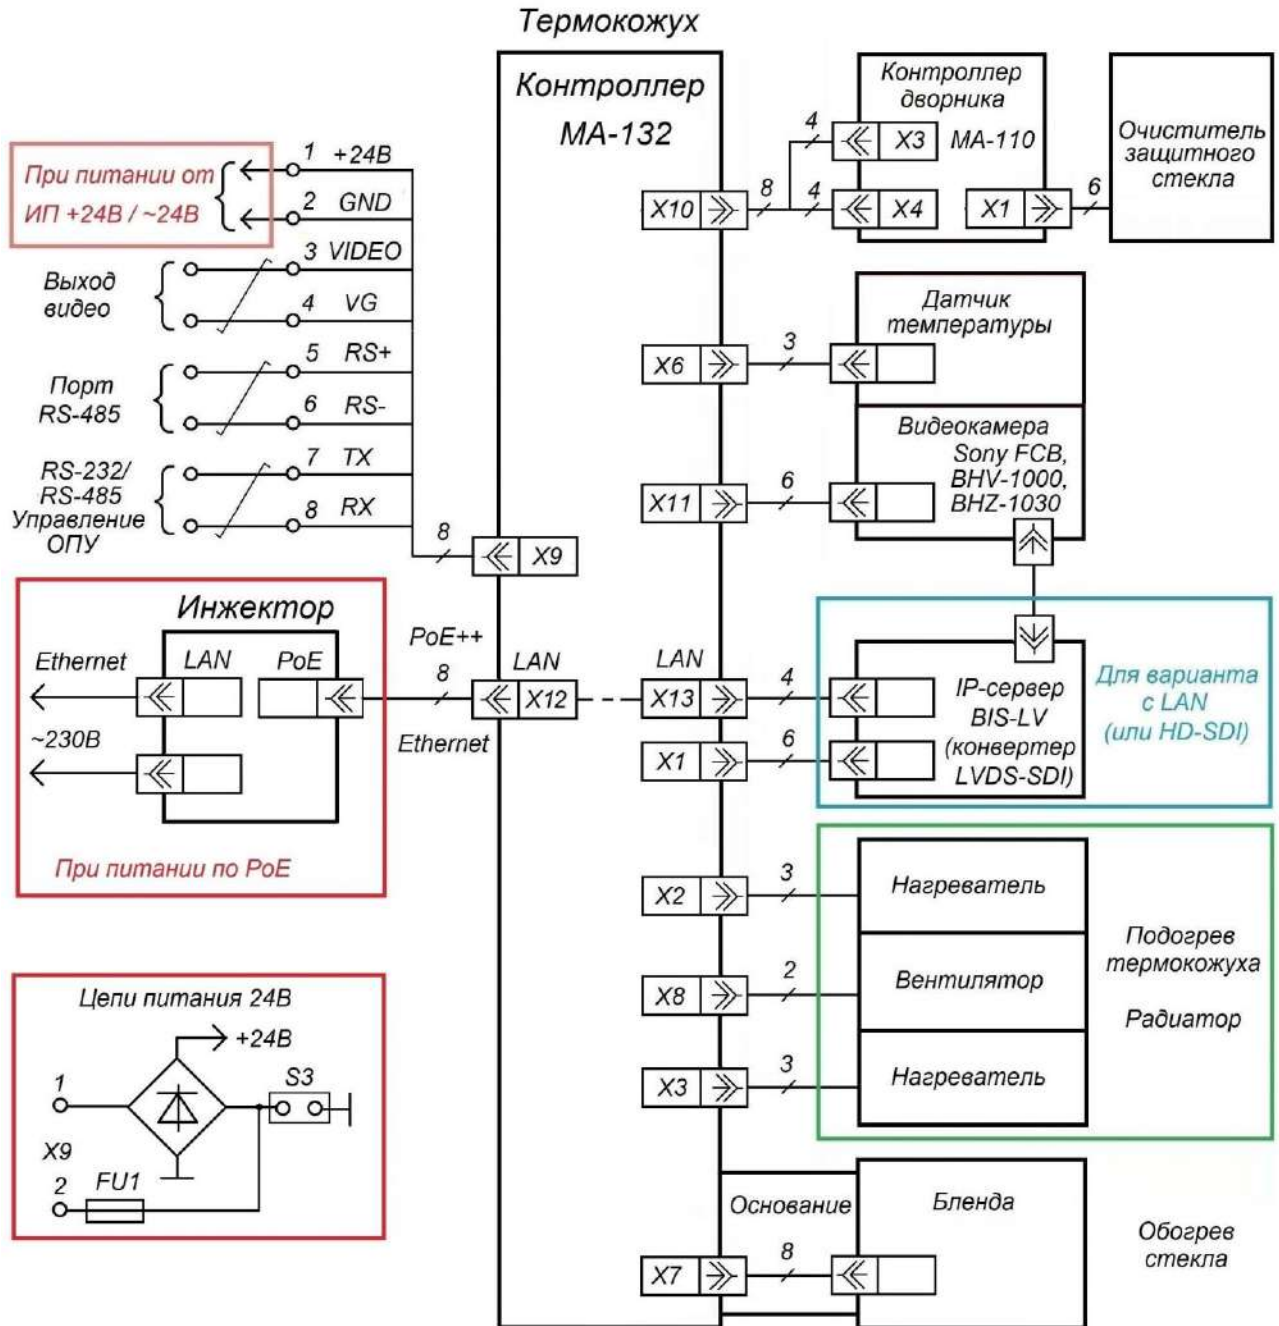 Термокожух
Контроллер
МА-132
При питании от
ИП +24В / ~24В
1 +24В
2 GND
3 VIDEO
4 VG
Выход
видео
5 RS+
6 RS-
Порт
RS-485
7 TX
8 RX
RS-232/
RS-485
Управление
ОПУ
8
X9
Инжектор
LAN
PoE
Ethernet
~230В
При питании по PoE
PoE++
8
Ethernet
LAN
X12
LAN
X13
4
X1
6
Цепи питания 24В
+24В
1
S3
X9
2
FU1
X10
8
4
4
Контроллер
дворника
X3
МА-110
X4
X1
6
Очиститель
защитного
стекла
X6
3
Датчик
температуры
X11
6
Видеокамера
Sony FCB,
BHV-1000,
BHZ-1030
IP-сервер
BIS-LV
(конвертер
LVDS-SDI)
Для варианта
с LAN
(или HD-SDI)
X2
3
Нагреватель
X8
2
Вентилятор
X3
3
Нагреватель
Подогрев
термокожуха
Радиатор
Основание
X7
8
Бленда
Обогрев
стекла